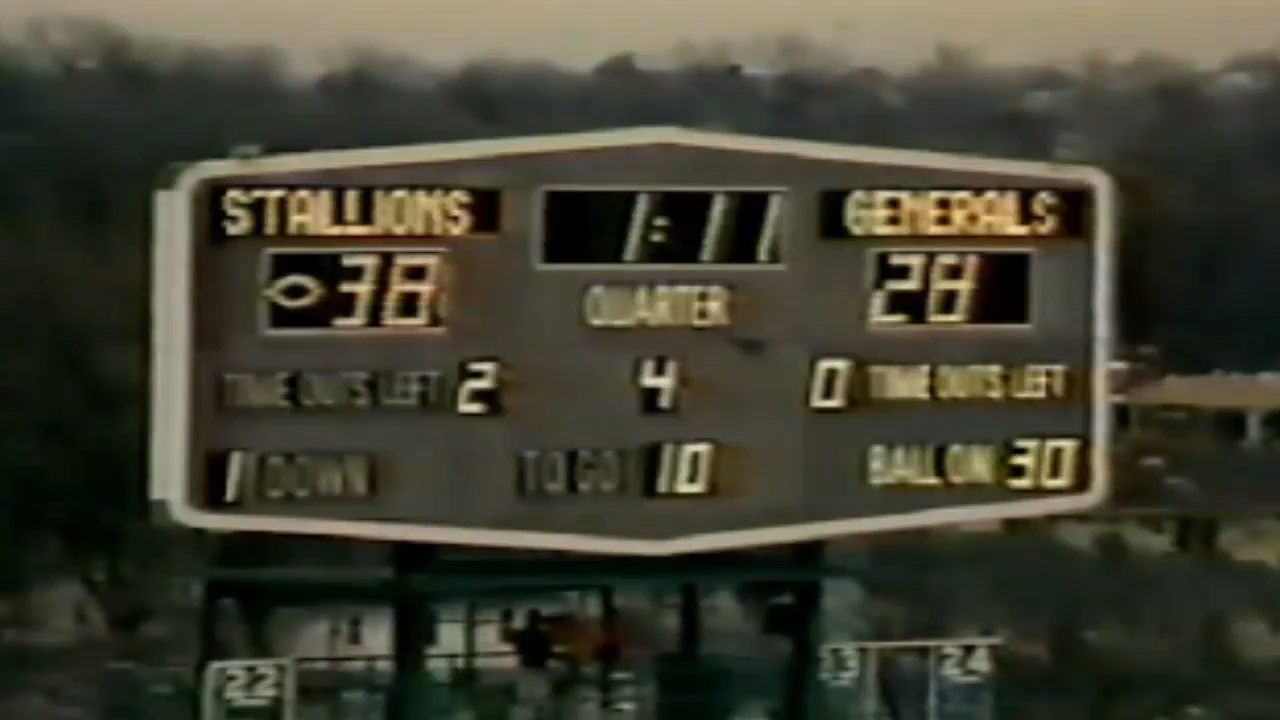 STALLIONS 1:11 GENERALS
38 28
QUARTER
TIME OUTS LEFT 2 4 0 TIME OUTS LEFT
1 DOWN TO GO 10 BALL ON 30
22 23 24